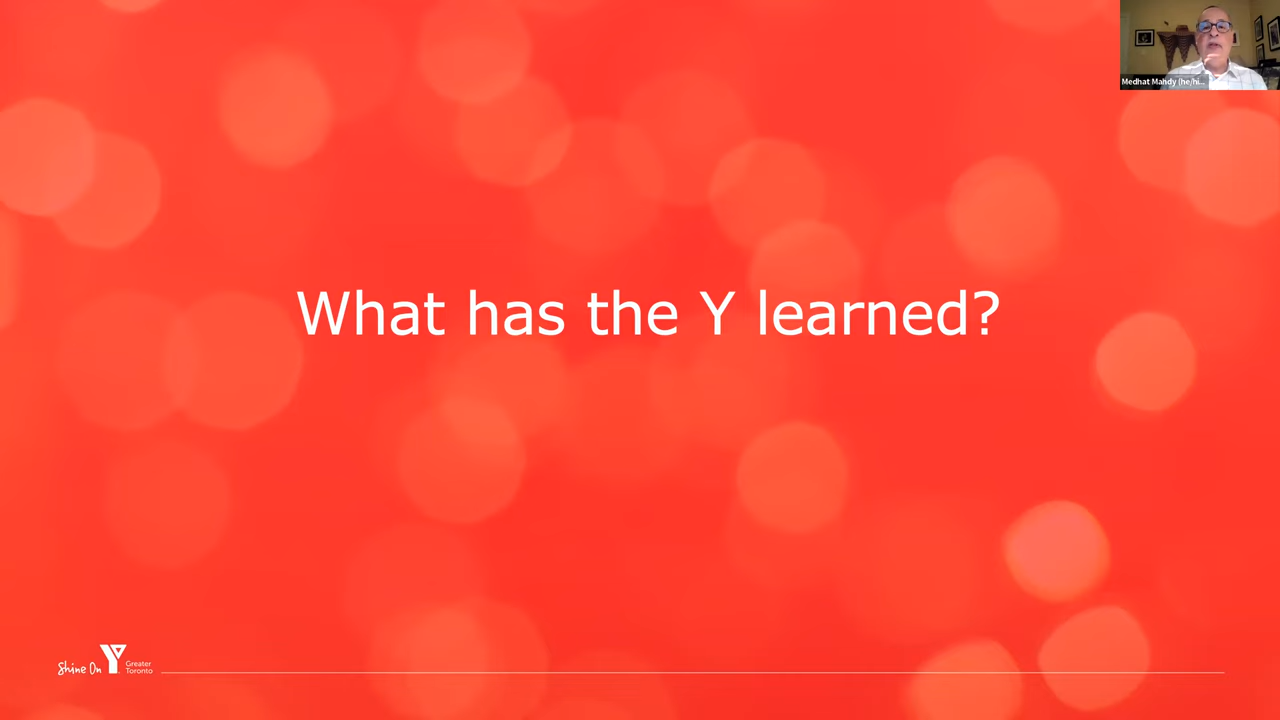 Medhat Mahdy (he/hi...
What has the Y learned?
Shine On
Y
Greater
Toronto